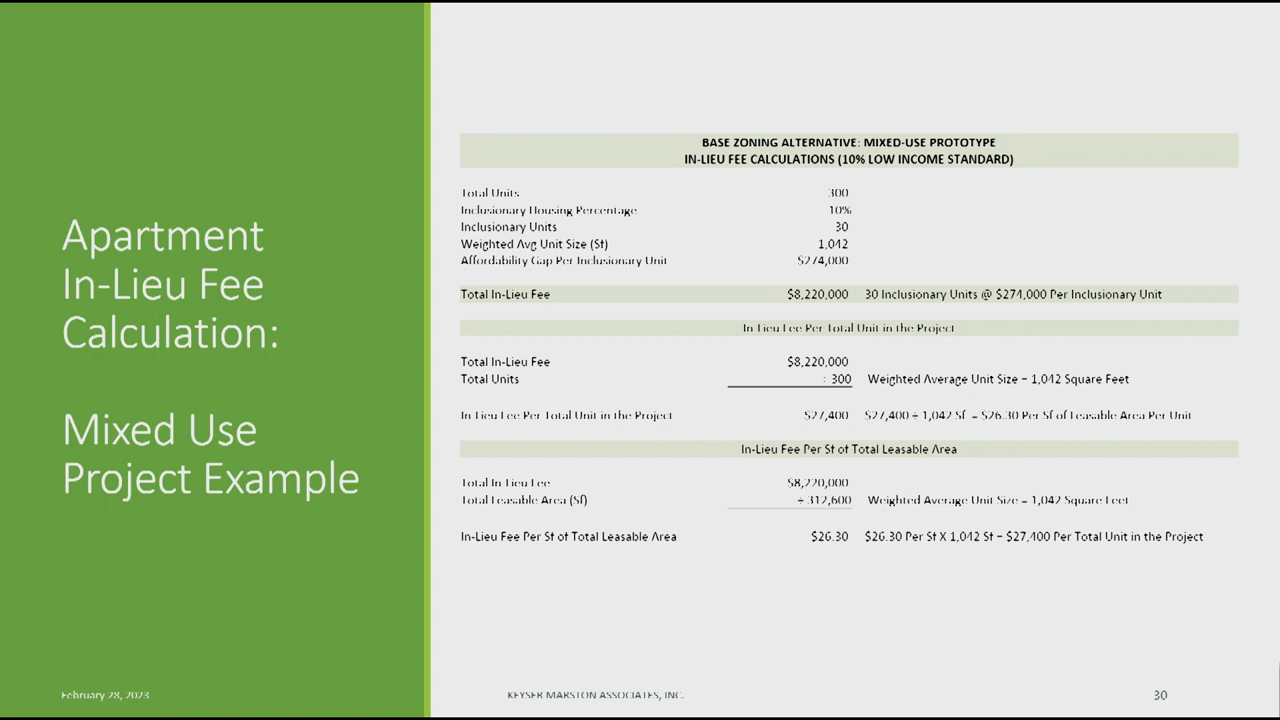 Apartment
In-Lieu Fee
Calculation:
Mixed Use
Project Example
BASE ZONING ALTERNATIVE: MIXED-USE PROTOTYPE
IN-LIEU FEE CALCULATIONS (10% LOW INCOME STANDARD)
Total Units 300
Inclusionary Housing Percentage 10%
Inclusionary Units 30
Weighted Avg Unit Size (Sf) 1,042
Affordability Gap Per Inclusionary Unit $274,000
Total In-Lieu Fee $8,220,000 30 Inclusionary Units @ $274,000 Per Inclusionary Unit
In-Lieu Fee Per Total Unit in the Project
Total In-Lieu Fee $8,220,000
Total Units ÷ 300 Weighted Average Unit Size = 1,042 Square Feet
In-Lieu Fee Per Total Unit in the Project $27,400 $27,400 ÷ 1,042 Sf = $26.30 Per Sf of Leasable Area Per Unit
In-Lieu Fee Per Sf of Total Leasable Area
Total In-Lieu Fee $8,220,000
Total Leasable Area (Sf) ÷ 312,600 Weighted Average Unit Size = 1,042 Square Feet
In-Lieu Fee Per Sf of Total Leasable Area $26.30 $26.30 Per Sf X 1,042 Sf = $27,400 Per Total Unit in the Project
February 28, 2023 KEYSER MARSTON ASSOCIATES, INC. 30